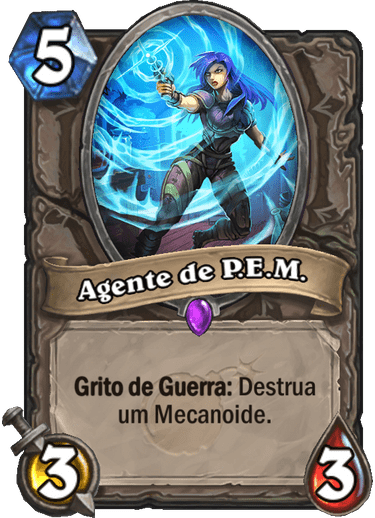 5
Agente de P.E.M.
Grito de Guerra: Destrua
um Mecanoide.
3
3